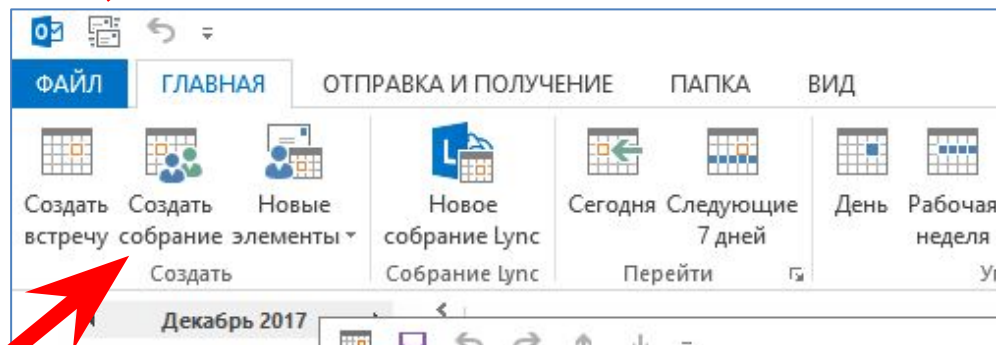 ФАЙЛ ГЛАВНАЯ ОТПРАВКА И ПОЛУЧЕНИЕ ПАПКА ВИД
Создать Создать Новые Новое Сегодня Следующие День Рабочая
встречу собрание элементы собрание Lync 7 дней неделя
Создать Собрание Lync Перейти
Декабрь 2017